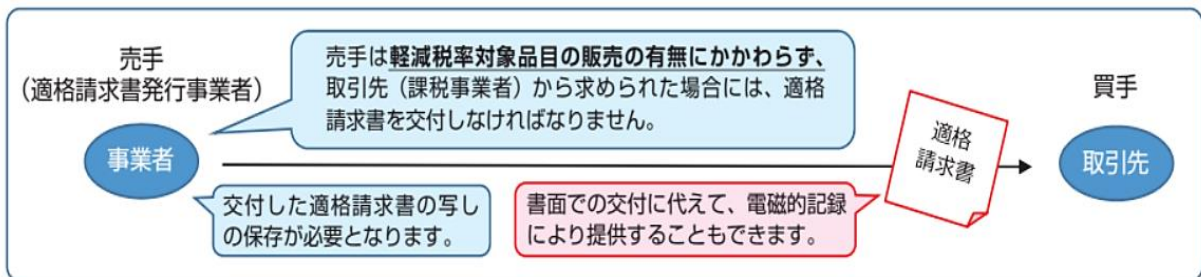 売手
（適格請求書発行事業者）
事業者
売手は軽減税率対象品目の販売の有無にかかわらず、
取引先（課税事業者）から求められた場合には、適格
請求書を交付しなければなりません。
交付した適格請求書の写し
の保存が必要となります。
書面での交付に代えて、電磁的記録
により提供することもできます。
適格
請求書
買手
取引先